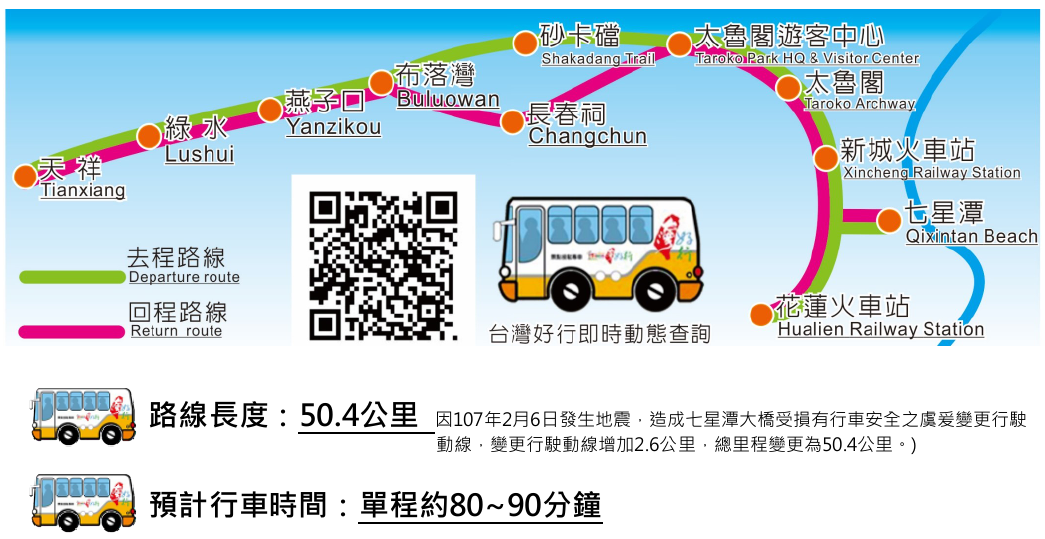 砂卡礑
Shakadang Trail
太魯閣遊客中心
Taroko Park HQ & Visitor Center
布落灣
Buluowan
太魯閣
Taroko Archway
燕子口
Yanzikou
長春祠
Changchun
綠水
Lushui
新城火車站
Xincheng Railway Station
天祥
Tianxiang
七星潭
Qixintan Beach
去程路線
Departure route
回程路線
Return route
花蓮火車站
Hualien Railway Station
台灣好行即時動態查詢
路線長度：50.4公里
因107年2月6日發生地震，造成七星潭大橋受損有行車安全之虞爰變更行駛
動線，變更行駛動線增加2.6公里，總里程變更為50.4公里。)
預計行車時間：單程約80~90分鐘